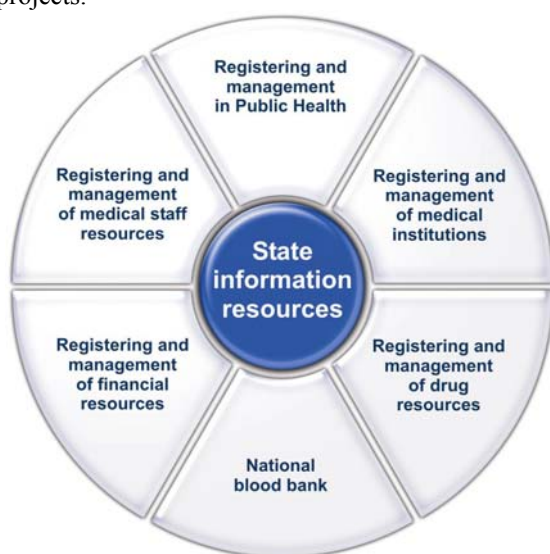 projects.
Registering and
management
in Public Health
Registering and
management
of medical staff
resources
Registering and
management
of medical
institutions
State
information
resources
Registering and
management
of financial
resources
Registering and
management
of drug
resources
National
blood bank